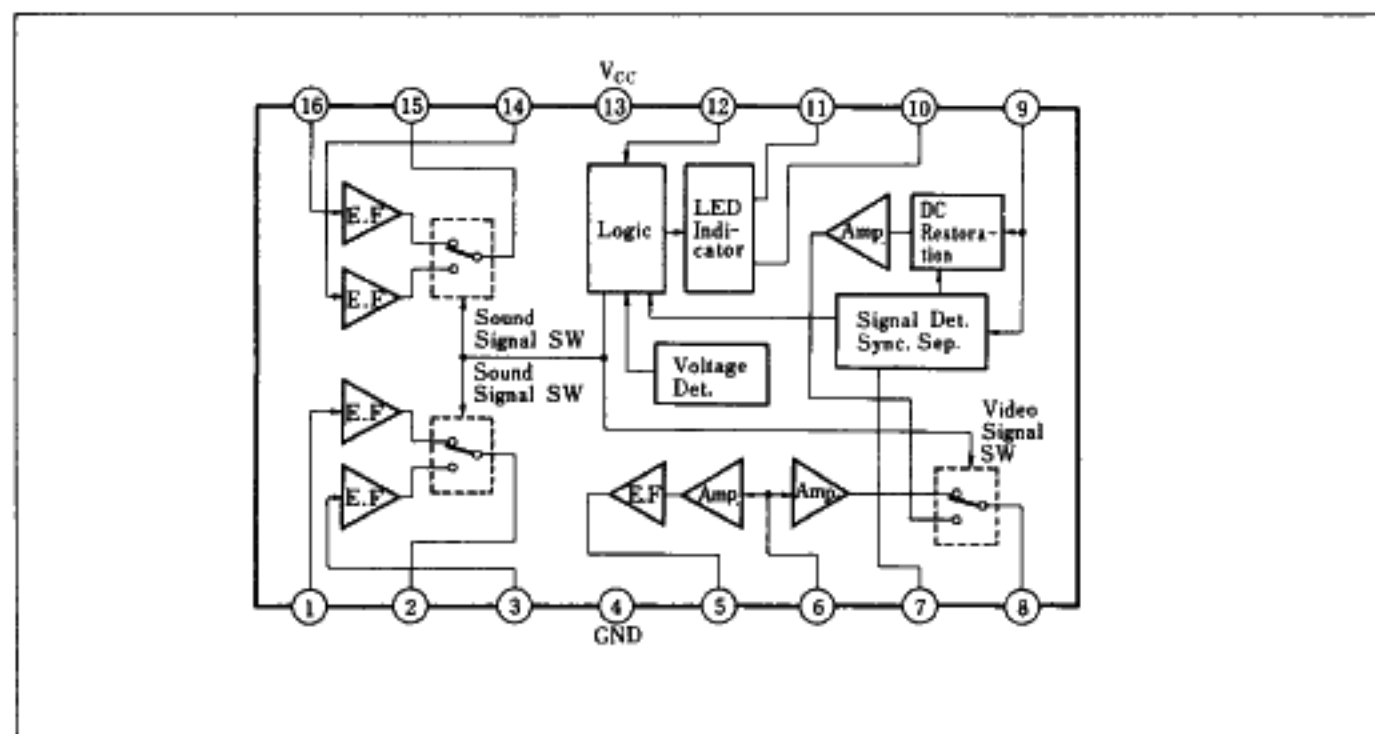 VCC
16 15 14 13 12 11 10 9
E.F
E.F
Logic
LED
Indi-
cator
Amp.
DC
Restora-
tion
Sound
Signal SW
Sound
Signal SW
Signal Det.
Sync. Sep.
Voltage
Det.
E.F
E.F
E.F
Amp.
Amp.
Video
Signal
SW
1 2 3 4 5 6 7 8
GND